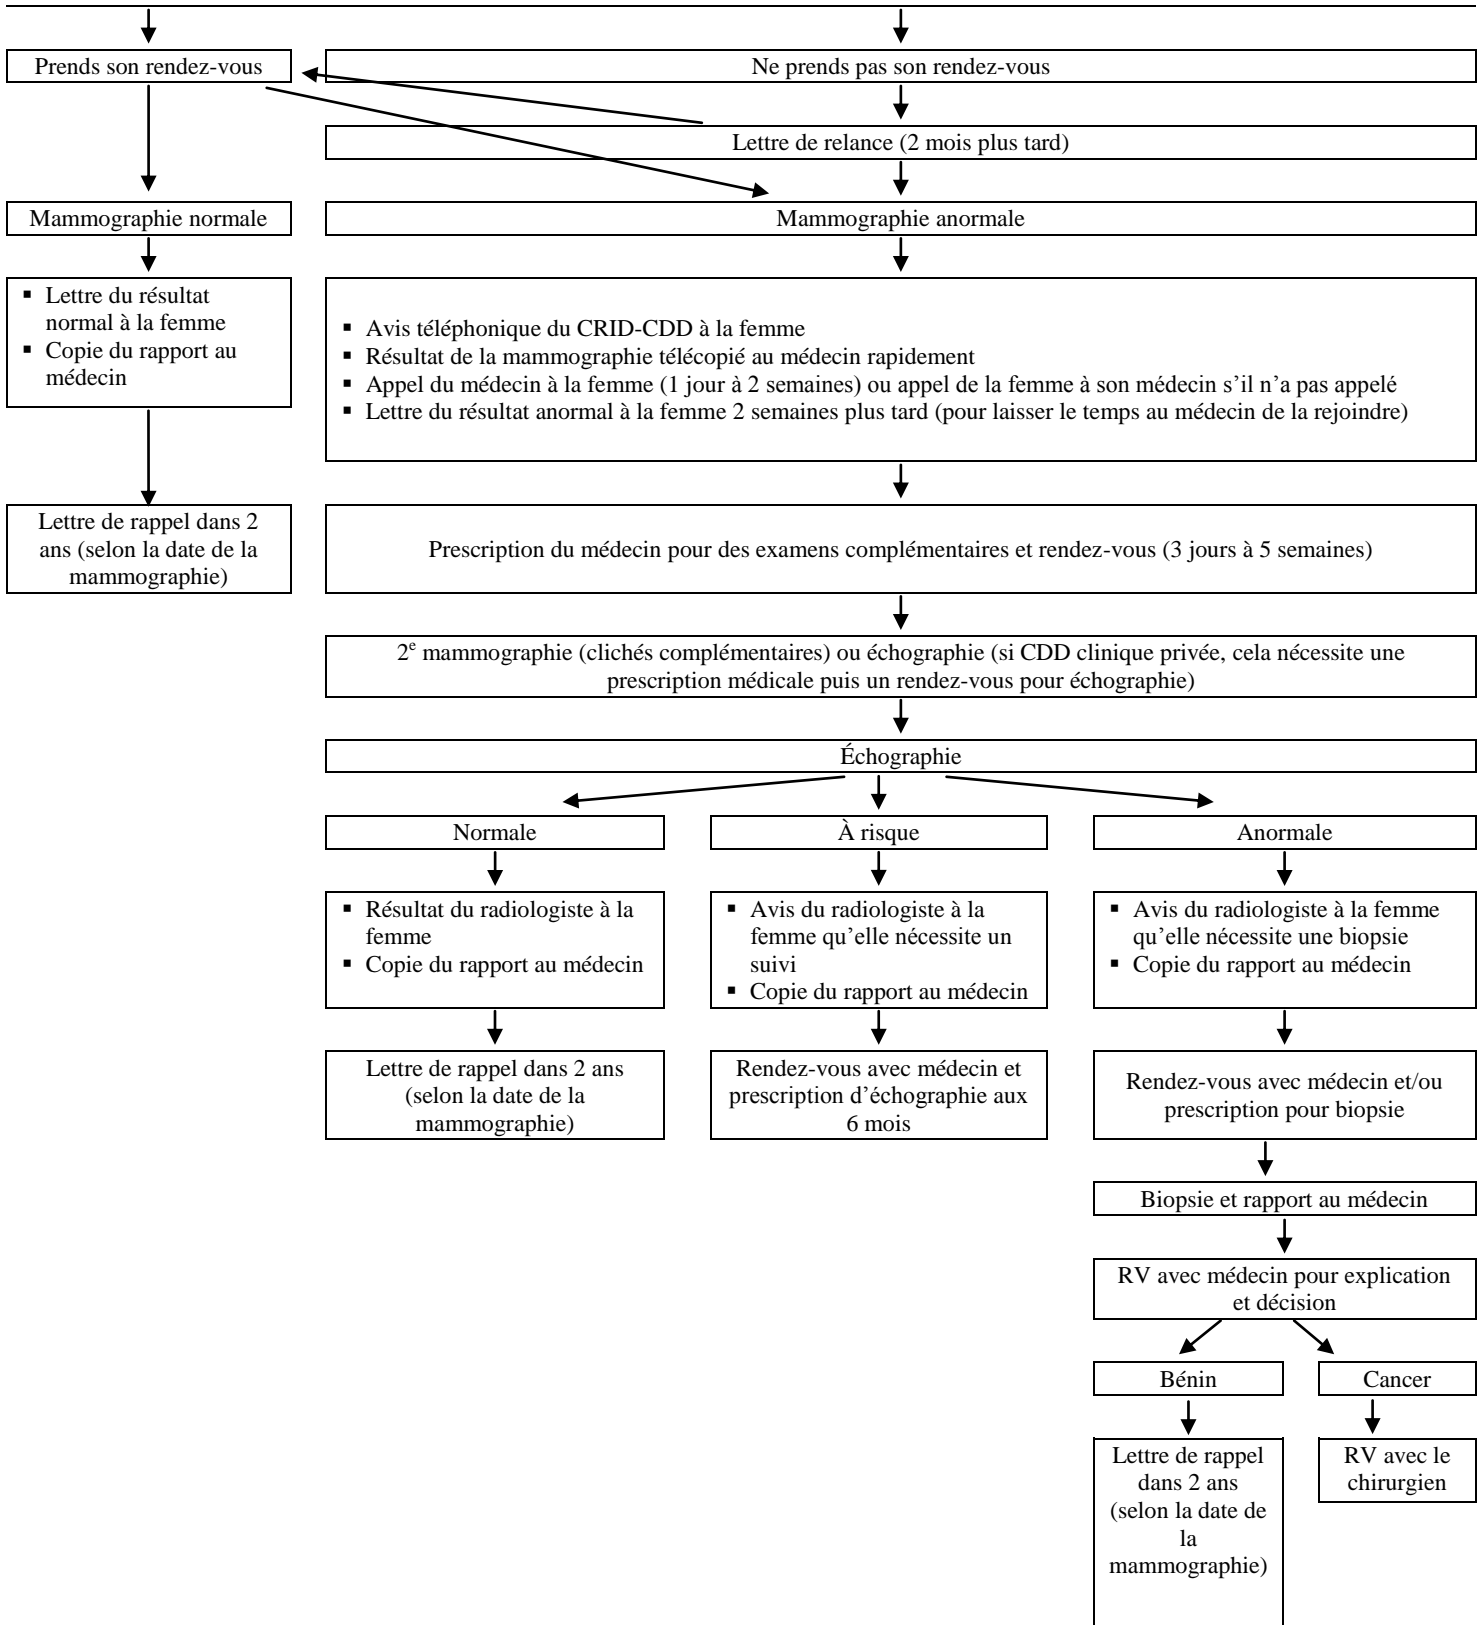 Prends son rendez-vous
Ne prends pas son rendez-vous
Lettre de relance (2 mois plus tard)
Mammographie normale
Mammographie anormale
▪ Lettre du résultat
normal à la femme
▪ Copie du rapport au
médecin
▪ Avis téléphonique du CRID-CDD à la femme
▪ Résultat de la mammographie télécopié au médecin rapidement
▪ Appel du médecin à la femme (1 jour à 2 semaines) ou appel de la femme à son médecin s’il n’a pas appelé
▪ Lettre du résultat anormal à la femme 2 semaines plus tard (pour laisser le temps au médecin de la rejoindre)
Lettre de rappel dans 2
ans (selon la date de la
mammographie)
Prescription du médecin pour des examens complémentaires et rendez-vous (3 jours à 5 semaines)
2e mammographie (clichés complémentaires) ou échographie (si CDD clinique privée, cela nécessite une
prescription médicale puis un rendez-vous pour échographie)
Échographie
Normale
À risque
Anormale
▪ Résultat du radiologiste à la
femme
▪ Copie du rapport au médecin
▪ Avis du radiologiste à la
femme qu’elle nécessite un
suivi
▪ Copie du rapport au médecin
▪ Avis du radiologiste à la femme
qu’elle nécessite une biopsie
▪ Copie du rapport au médecin
Lettre de rappel dans 2 ans
(selon la date de la
mammographie)
Rendez-vous avec médecin et
prescription d’échographie aux
6 mois
Rendez-vous avec médecin et/ou
prescription pour biopsie
Biopsie et rapport au médecin
RV avec médecin pour explication
et décision
Bénin
Cancer
Lettre de rappel
dans 2 ans
(selon la date de
la
mammographie)
RV avec le
chirurgien